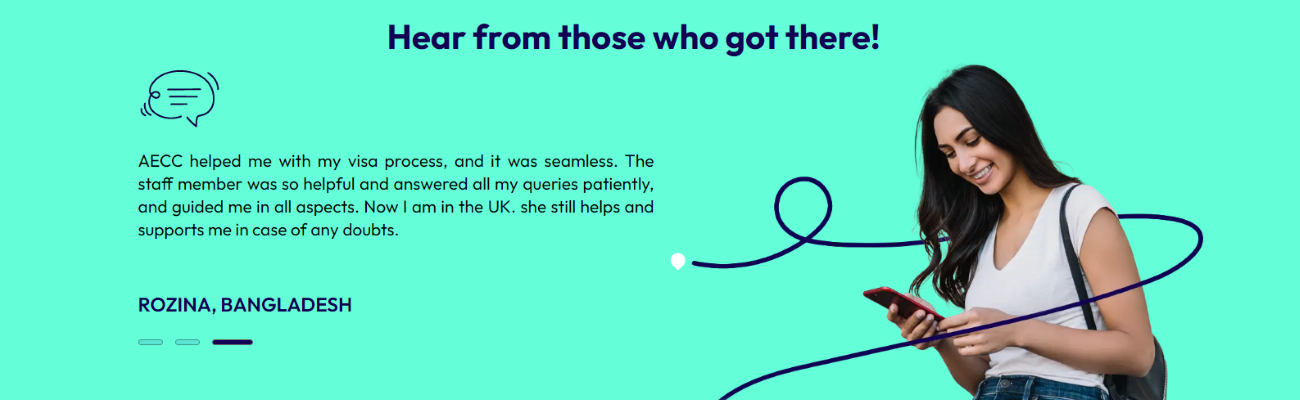 Hear from those who got there!
AECC helped me with my visa process, and it was seamless. The
staff member was so helpful and answered all my queries patiently,
and guided me in all aspects. Now I am in the UK. she still helps and
supports me in case of any doubts.
ROZINA, BANGLADESH